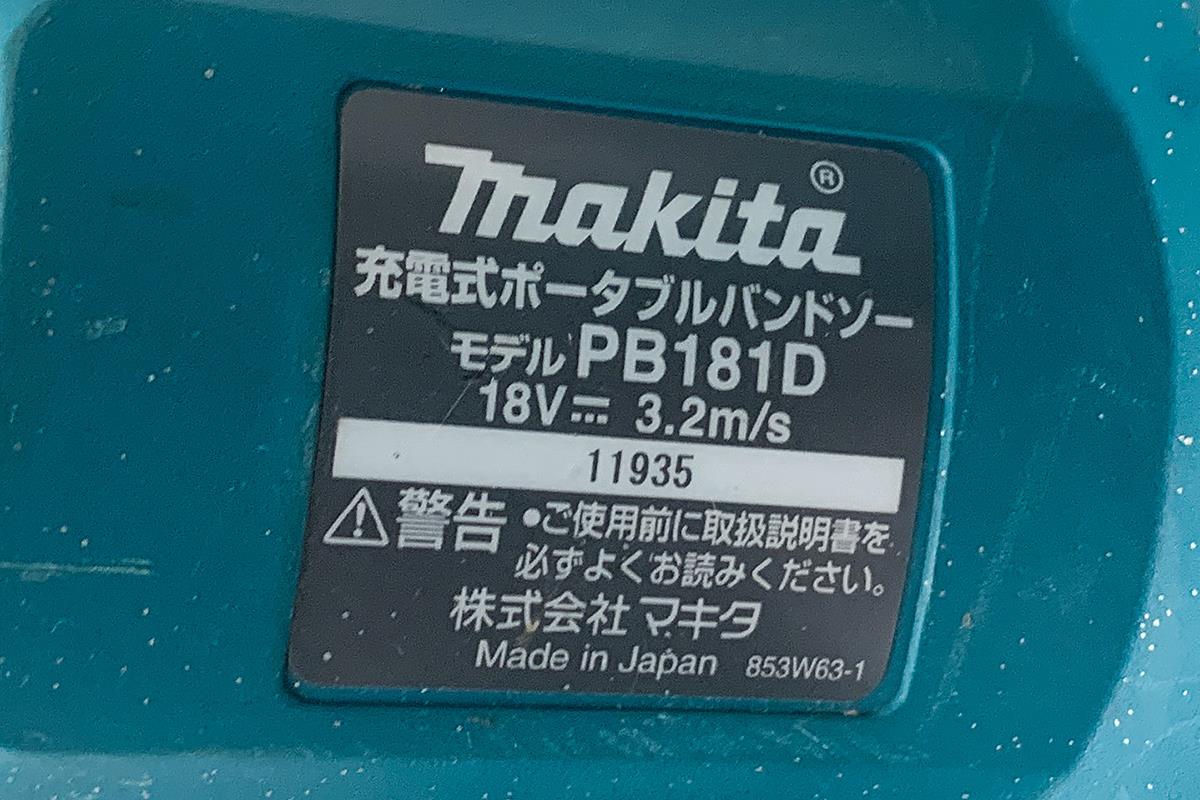 makita®
充電式ポータブルバンドソー
モデル PB181D
18V⎓ 3.2m/s
11935
⚠警告 ●ご使用前に取扱説明書を
必ずよくお読みください。
株式会社マキタ
Made in Japan 853W63-1